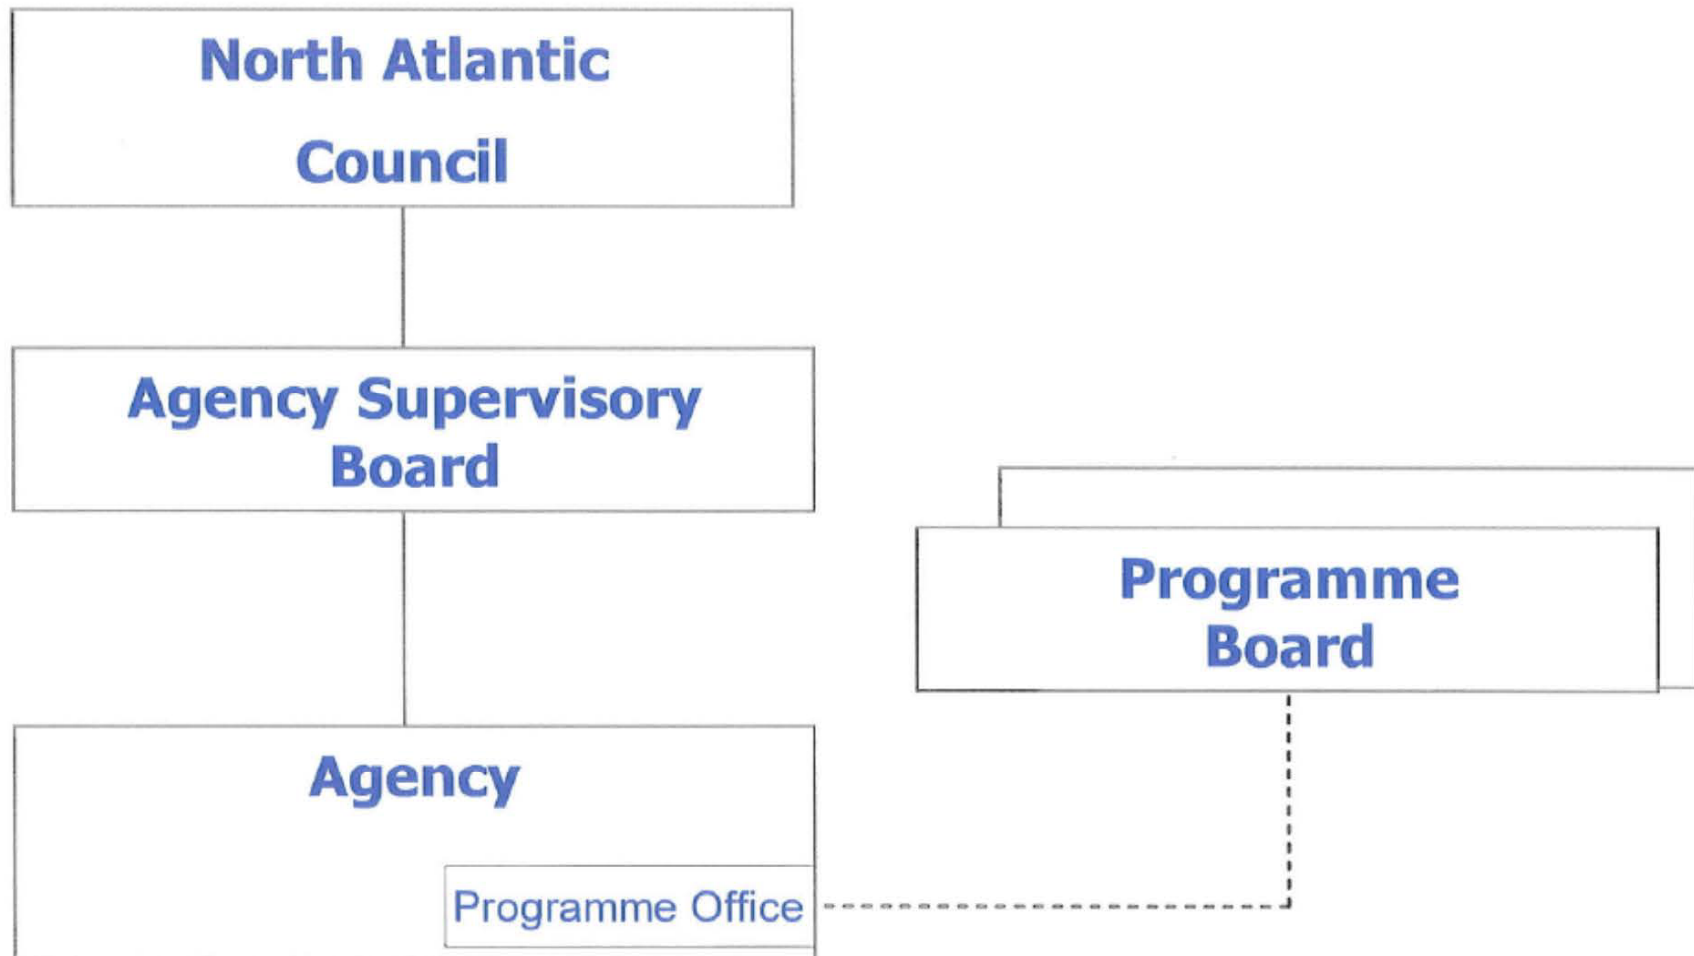 North Atlantic
Council
Agency Supervisory
Board
Programme
Board
Agency
Programme Office